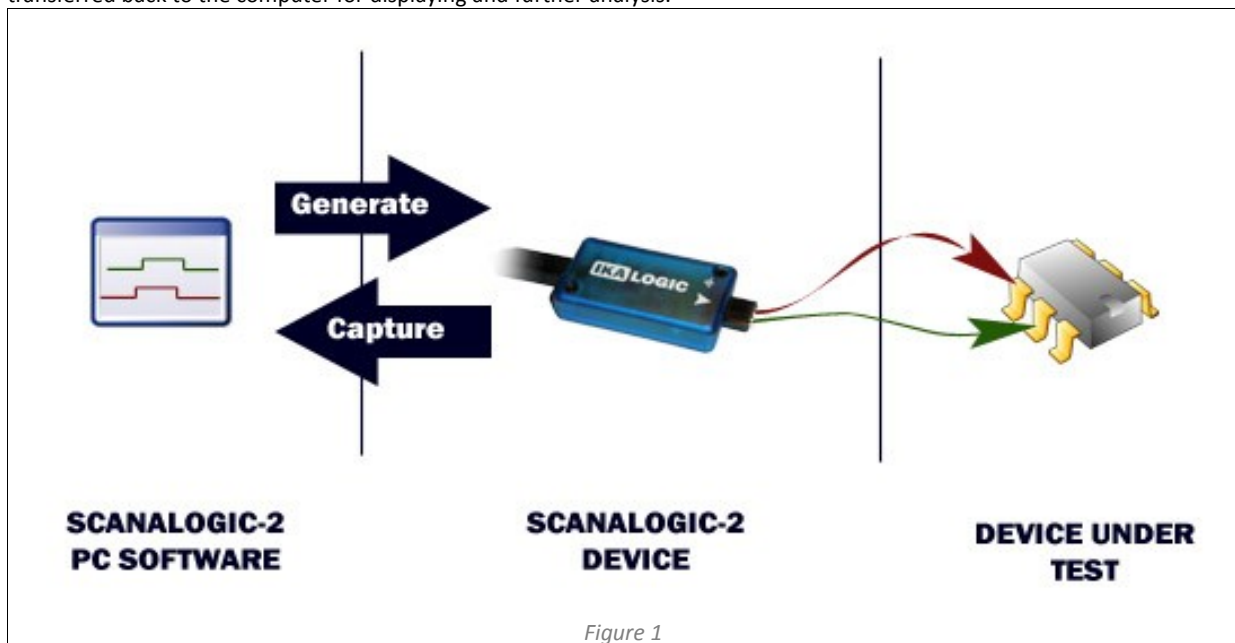 transferred back to the computer for displaying and further analysis.
Generate
IKALOGIC
Capture
SCANALOGIC-2
PC SOFTWARE
SCANALOGIC-2
DEVICE
DEVICE UNDER
TEST
Figure 1